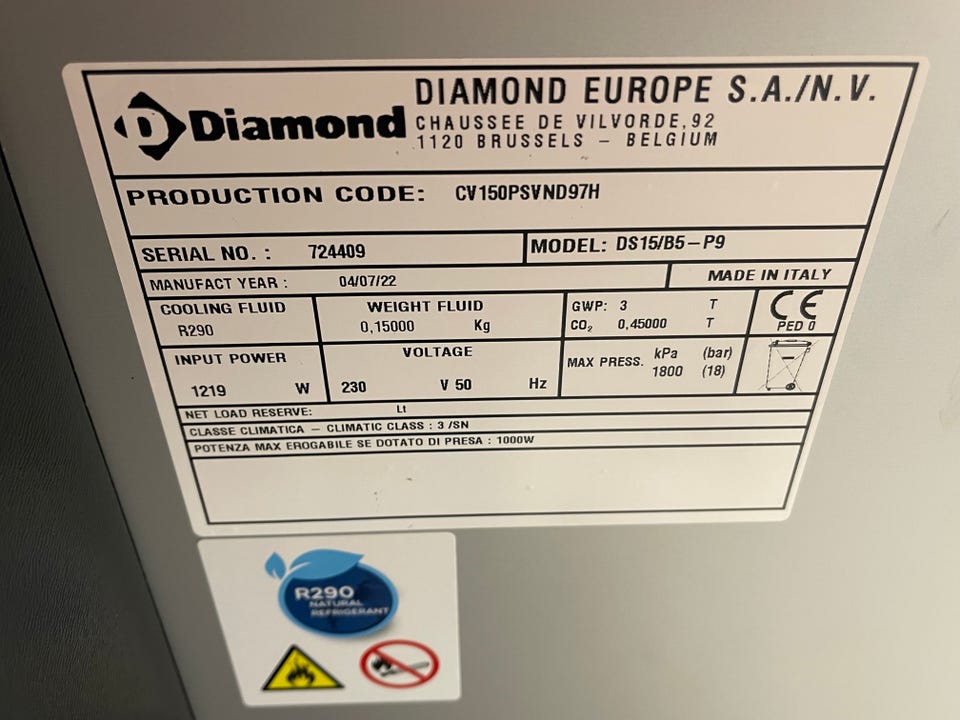 Diamond
DIAMOND EUROPE S.A./N.V.
CHAUSSEE DE VILVORDE,92
1120 BRUSSELS – BELGIUM
PRODUCTION CODE: CV150PSVND97H
SERIAL NO. : 724409 MODEL: DS15/B5–P9
MANUFACT YEAR : 04/07/22 MADE IN ITALY
COOLING FLUID WEIGHT FLUID GWP: 3 T CE
R290 0,15000 Kg CO₂ 0,45000 T PED 0
INPUT POWER VOLTAGE MAX PRESS. kPa (bar)
1219 W 230 V 50 Hz 1800 (18)
NET LOAD RESERVE: Lt
CLASSE CLIMATICA – CLIMATIC CLASS : 3 /SN
POTENZA MAX EROGABILE SE DOTATO DI PRESA : 1000W
R290
NATURAL
REFRIGERANT